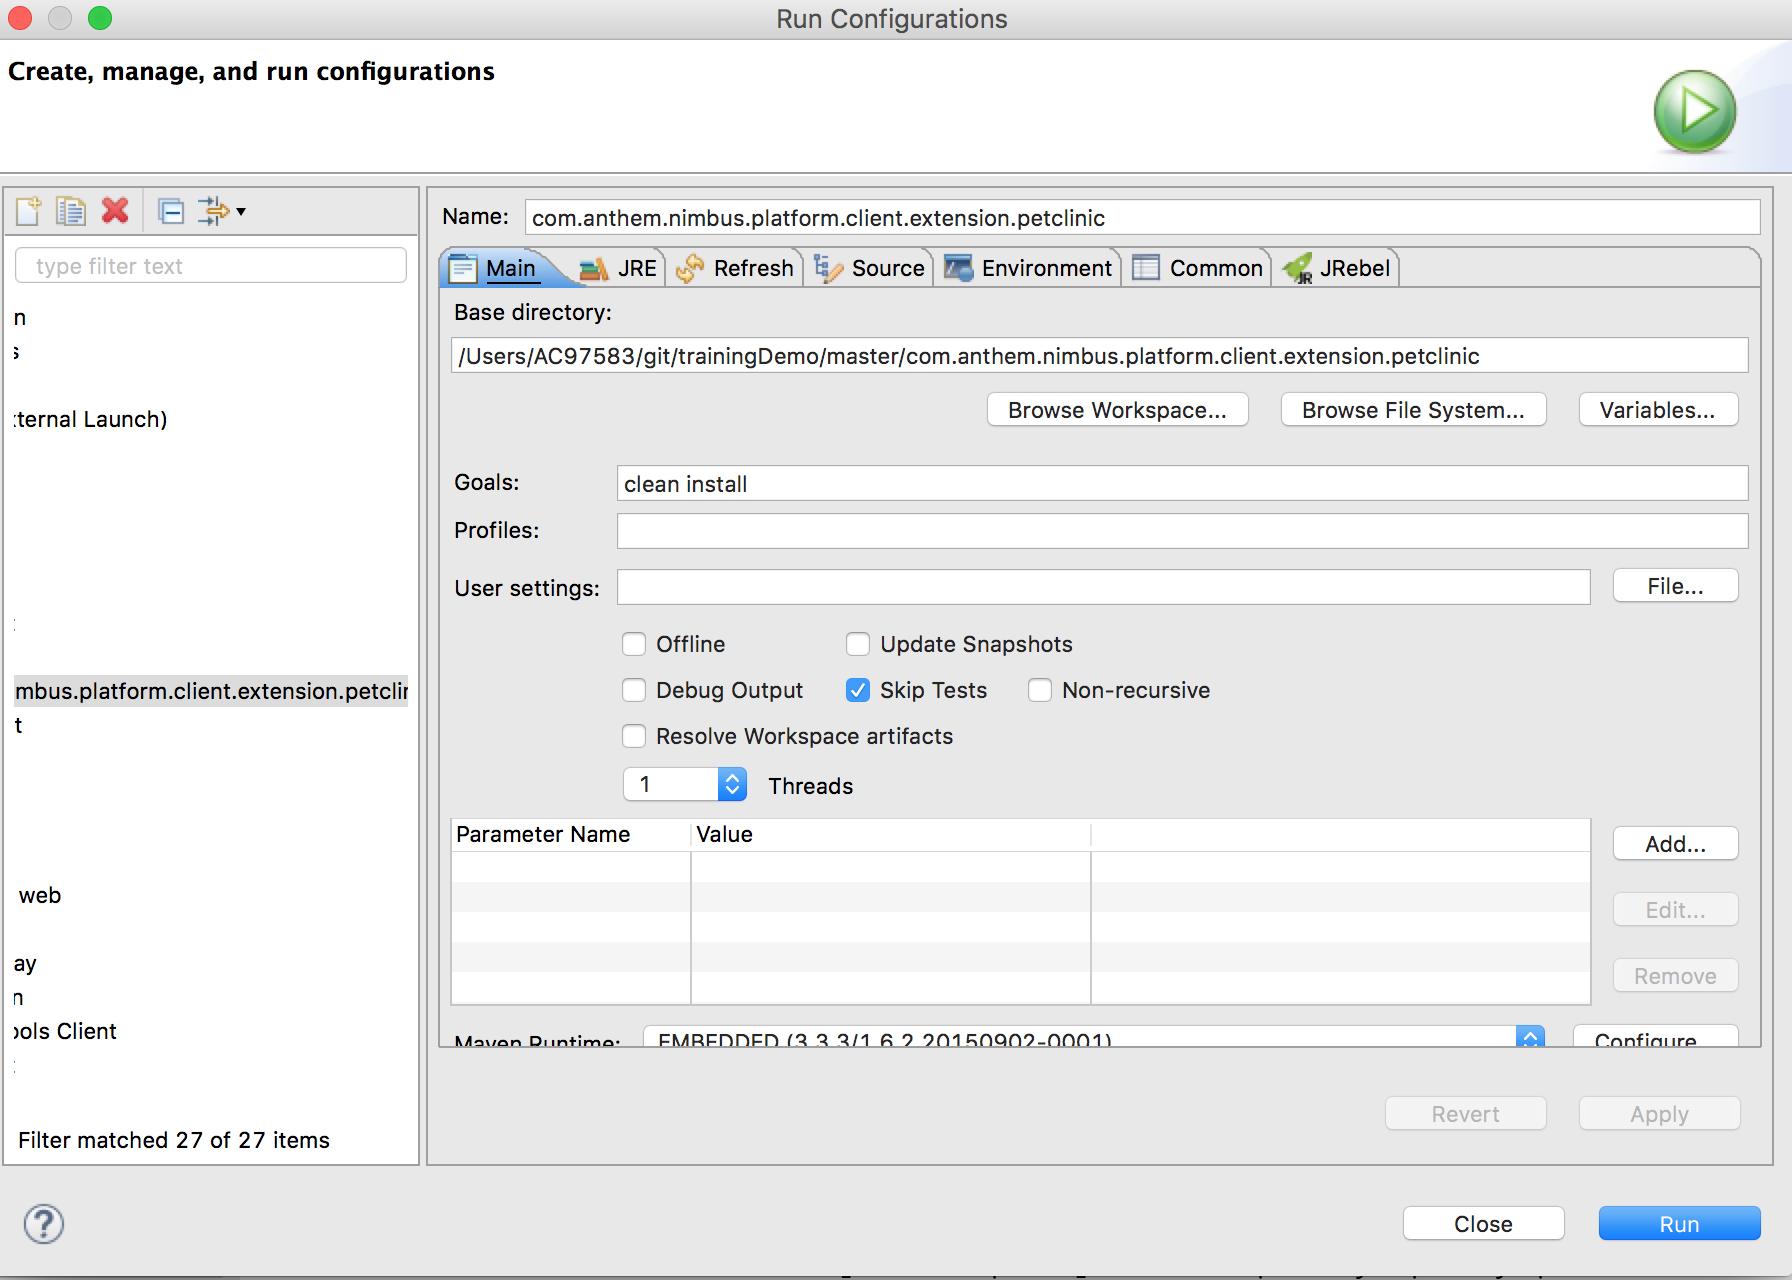 Run Configurations
Create, manage, and run configurations
type filter text
n
s
ternal Launch)
mbus.platform.client.extension.petclin
t
web
ay
n
ools Client
Filter matched 27 of 27 items
Name: com.anthem.nimbus.platform.client.extension.petclinic
Main JRE Refresh Source Environment Common JRebel
Base directory:
/Users/AC97583/git/trainingDemo/master/com.anthem.nimbus.platform.client.extension.petclinic
Browse Workspace... Browse File System... Variables...
Goals: clean install
Profiles:
User settings: File...
Offline Update Snapshots
Debug Output Skip Tests Non-recursive
Resolve Workspace artifacts
1 Threads
Parameter Name Value
Add...
Edit...
Remove
Maven Runtime: EMBEDDED (3.3.3/1.6.2.20150902-0001) Configure...
Revert Apply
? Close Run